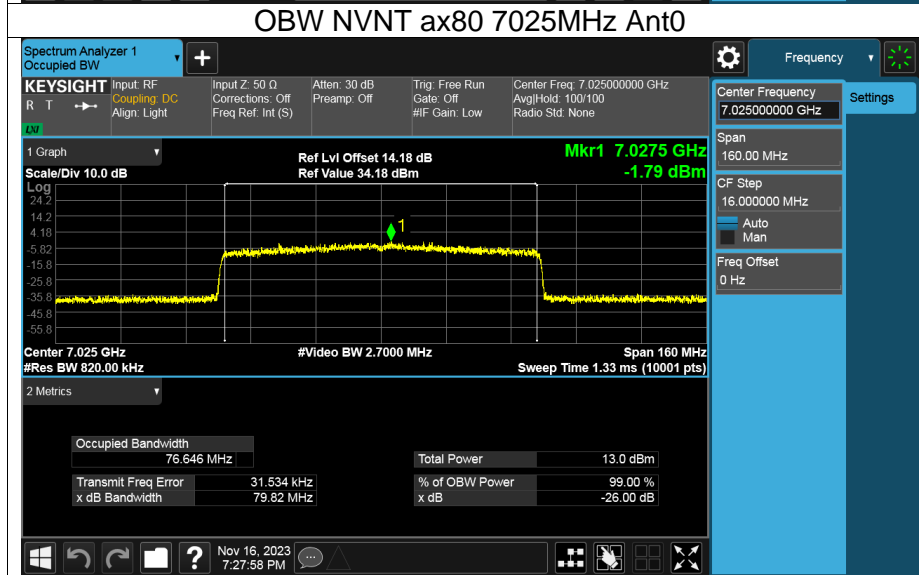 OBW NVNT ax80 7025MHz Ant0
Spectrum Analyzer 1
Occupied BW
+
Frequency
KEYSIGHT
R T
LXI
Input: RF
Coupling: DC
Align: Light
Input Z: 50 Ω
Corrections: Off
Freq Ref: Int (S)
Atten: 30 dB
Preamp: Off
Trig: Free Run
Gate: Off
#IF Gain: Low
Center Freq: 7.025000000 GHz
Avg|Hold: 100/100
Radio Std: None
Center Frequency
7.025000000 GHz
Settings
Span
160.00 MHz
CF Step
16.000000 MHz
Auto
Man
Freq Offset
0 Hz
1 Graph
Scale/Div 10.0 dB
Ref Lvl Offset 14.18 dB
Ref Value 34.18 dBm
Mkr1 7.0275 GHz
-1.79 dBm
Log
24.2
14.2
4.18
-5.82
-15.8
-25.8
-35.8
-45.8
-55.8
1
Center 7.025 GHz
#Res BW 820.00 kHz
#Video BW 2.7000 MHz
Span 160 MHz
Sweep Time 1.33 ms (10001 pts)
2 Metrics
Occupied Bandwidth
76.646 MHz
Total Power 13.0 dBm
Transmit Freq Error 31.534 kHz
% of OBW Power 99.00 %
x dB Bandwidth 79.82 MHz
x dB -26.00 dB
?
Nov 16, 2023
7:27:58 PM